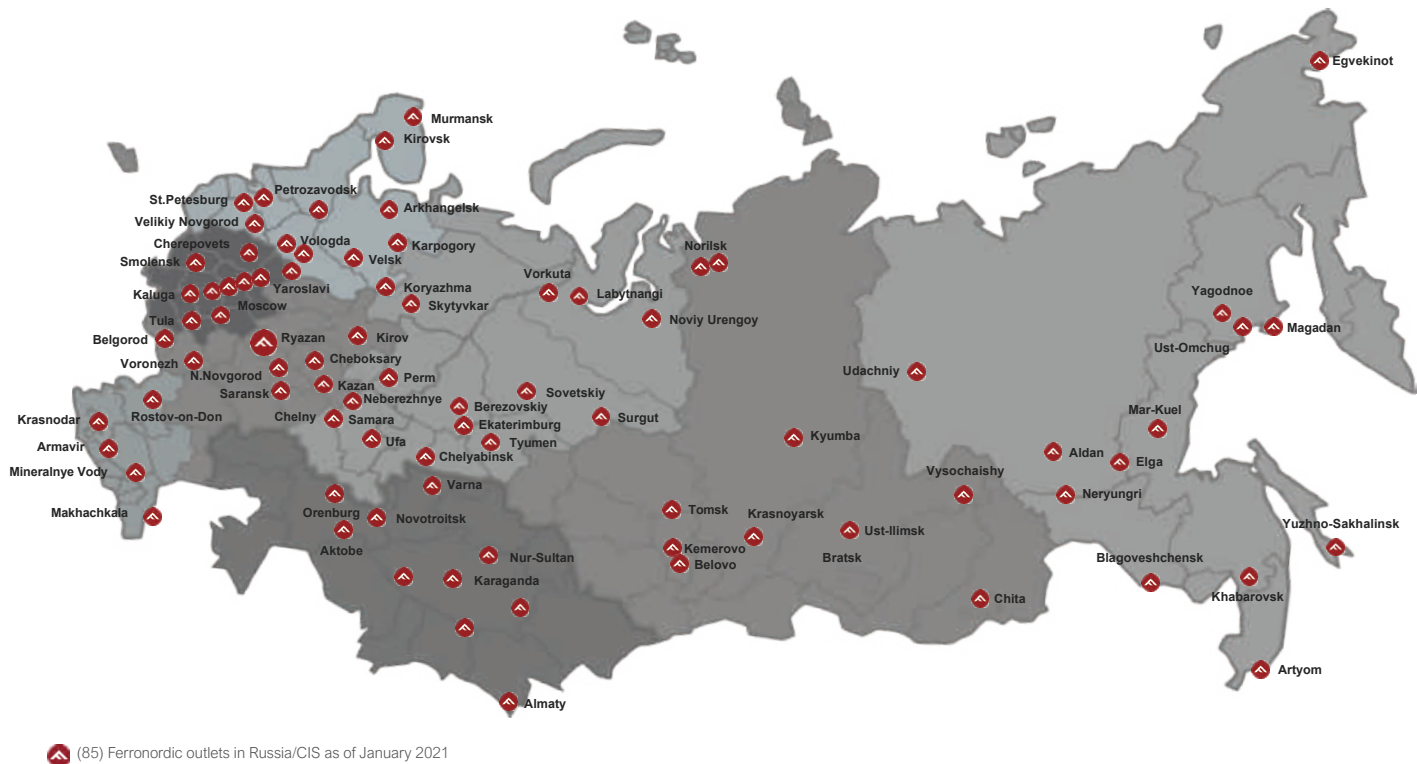 Egvekinot
Murmansk
Kirovsk
Petrozavodsk
St.Petesburg
Arkhangelsk
Velikiy Novgorod
Vologda
Cherepovets
Karpogory
Norilsk
Velsk
Smolensk
Vorkuta
Yaroslavi
Koryazhma
Labytnangi
Kaluga
Yagodnoe
Moscow
Skytyvkar
Noviy Urengoy
Tula
Magadan
Belgorod
Ryazan
Kirov
Ust-Omchug
Voronezh
Cheboksary
N.Novgorod
Udachniy
Kazan
Perm
Saransk
Neberezhnye
Sovetskiy
Berezovskiy
Mar-Kuel
Rostov-on-Don
Chelny
Samara
Surgut
Krasnodar
Ekaterimburg
Kyumba
Ufa
Tyumen
Armavir
Aldan
Chelyabinsk
Elga
Mineralnye Vody
Vysochaishy
Varna
Neryungri
Makhachkala
Orenburg
Tomsk
Krasnoyarsk
Novotroitsk
Yuzhno-Sakhalinsk
Ust-Ilimsk
Aktobe
Kemerovo
Nur-Sultan
Bratsk
Blagoveshchensk
Belovo
Karaganda
Khabarovsk
Chita
Artyom
Almaty
(85) Ferronordic outlets in Russia/CIS as of January 2021